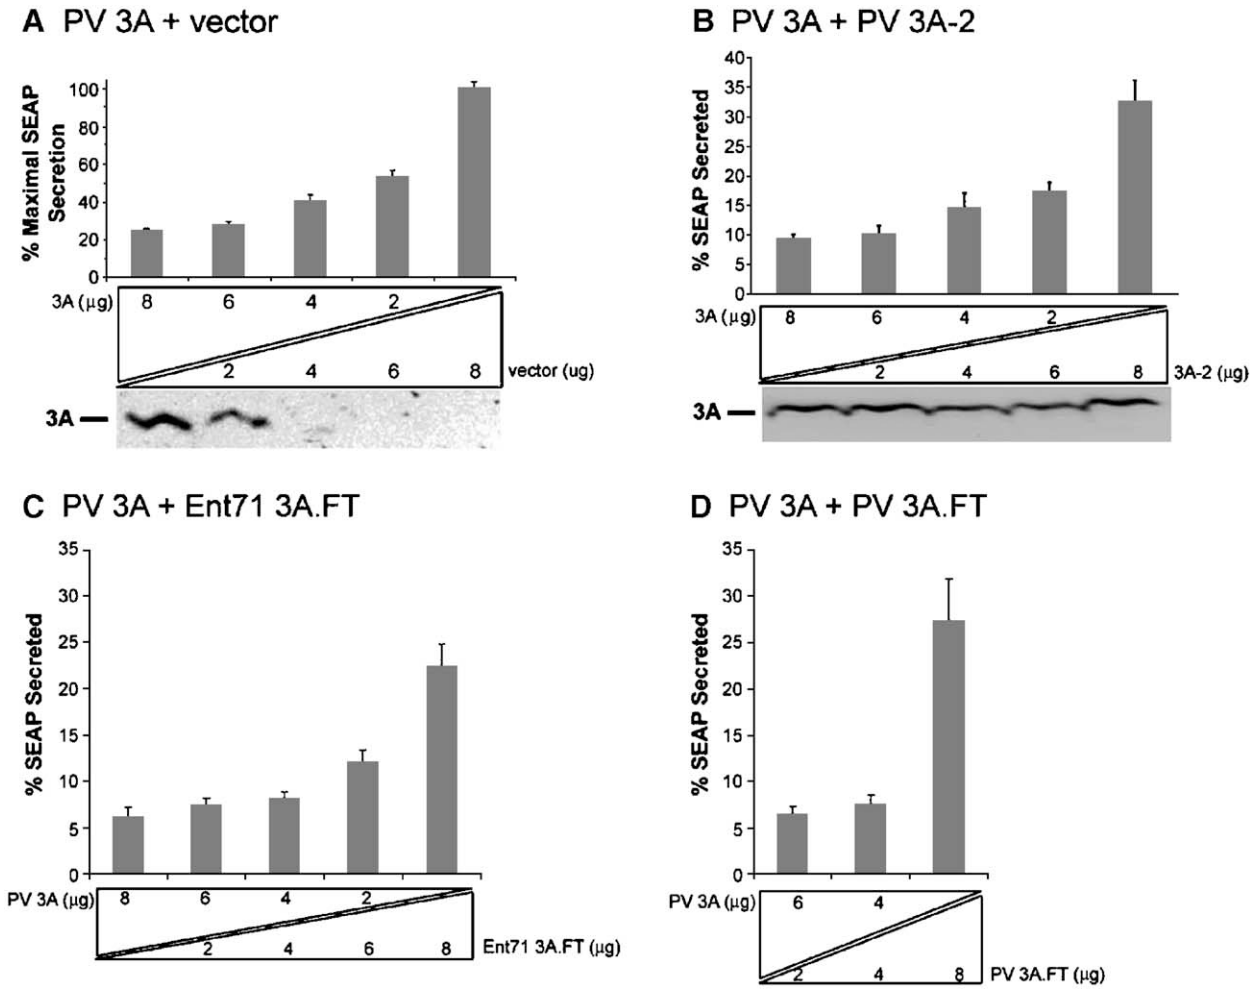 A PV 3A + vector
% Maximal SEAP
Secretion
100
80
60
40
20
0
3A (μg) 8 6 4 2
2 4 6 8 vector (ug)
3A
B PV 3A + PV 3A-2
% SEAP Secreted
40
35
30
25
20
15
10
5
0
3A (μg) 8 6 4 2
2 4 6 8 3A-2 (μg)
3A
C PV 3A + Ent71 3A.FT
% SEAP Secreted
35
30
25
20
15
10
5
0
PV 3A (μg) 8 6 4 2
2 4 6 8 Ent71 3A.FT (μg)
D PV 3A + PV 3A.FT
% SEAP Secreted
35
30
25
20
15
10
5
0
PV 3A (μg) 6 4
2 4 8 PV 3A.FT (μg)